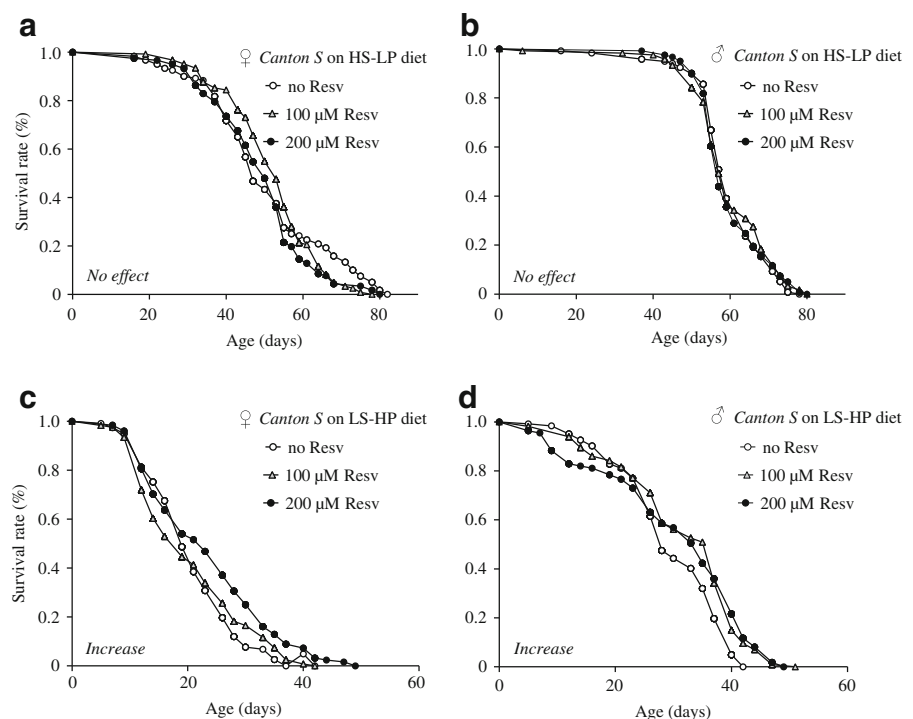 a
♀ Canton S on HS-LP diet
no Resv
100 µM Resv
200 µM Resv
Survival rate (%)
1.0
0.8
0.6
0.4
0.2
0
No effect
0 20 40 60 80
Age (days)
b
♂ Canton S on HS-LP diet
no Resv
100 µM Resv
200 µM Resv
1.0
0.8
0.6
0.4
0.2
0
No effect
0 20 40 60 80
Age (days)
c
♀ Canton S on LS-HP diet
no Resv
100 µM Resv
200 µM Resv
Survival rate (%)
1.0
0.8
0.6
0.4
0.2
0
Increase
0 20 40 60
Age (days)
d
♂ Canton S on LS-HP diet
no Resv
100 µM Resv
200 µM Resv
1.0
0.8
0.6
0.4
0.2
0
Increase
0 20 40 60
Age (days)